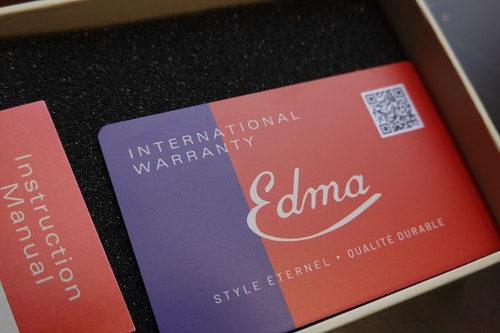 INTERNATIONAL
WARRANTY
Edma
STYLE ÉTERNEL • QUALITÉ DURABLE
Instruction
Manual